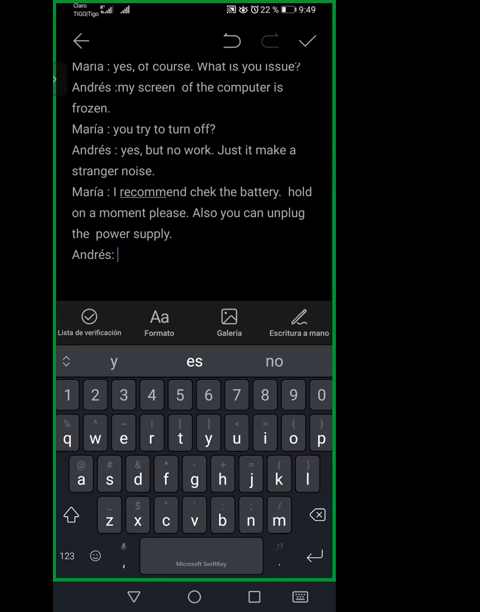 Claro
TIGO|Tigo
22 %
9:49
María : yes, of course. What is you issue?
Andrés :my screen  of the computer is
frozen.
María : you try to turn off?
Andrés : yes, but no work. Just it make a
stranger noise.
María : I recommend chek the battery.  hold
on a moment please. Also you can unplug
the  power supply.
Andrés:
Lista de verificación Formato Galería Escritura a mano
y es no
1 2 3 4 5 6 7 8 9 0
% ^ ~ | [ ] < > { }
q w e r t y u i o p
@ # & * - + = ( )
a s d f g h j k l
_ $ " ' : ; /
z x c v b n m
123 , Microsoft SwiftKey ,!? .